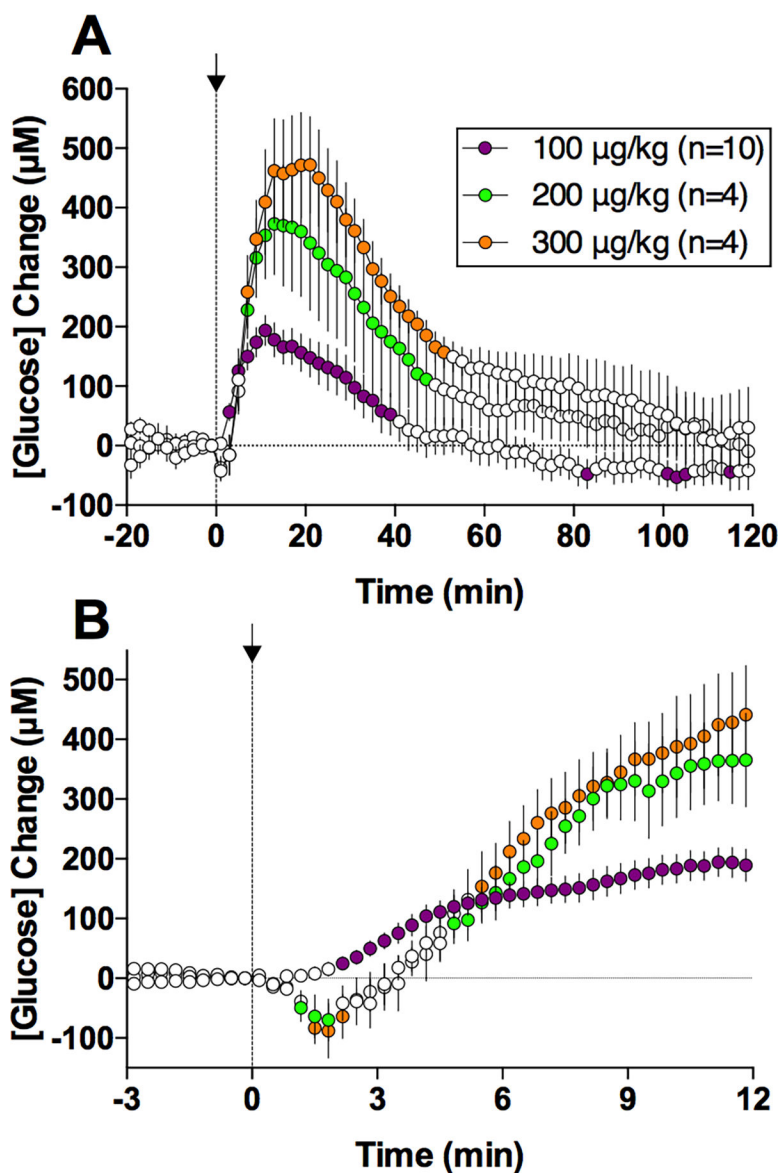 A
[Glucose] Change (µM)
600
500
400
300
200
100
0
-100
100 µg/kg (n=10)
200 µg/kg (n=4)
300 µg/kg (n=4)
-20 0 20 40 60 80 100 120
Time (min)
B
[Glucose] Change (µM)
500
400
300
200
100
0
-100
-3 0 3 6 9 12
Time (min)